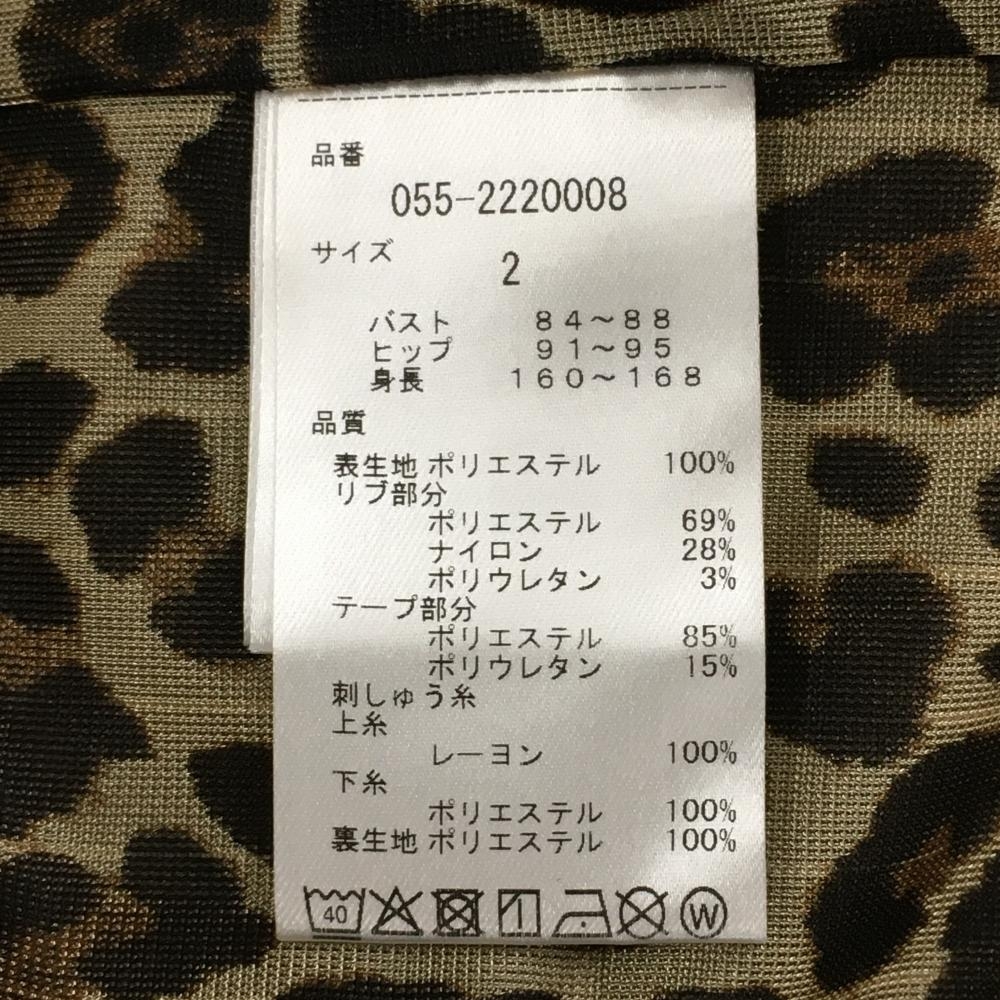 品番
055-2220008
サイズ
2
バスト 84～88
ヒップ 91～95
身長 160～168
品質
表生地 ポリエステル 100%
リブ部分
ポリエステル 69%
ナイロン 28%
ポリウレタン 3%
テープ部分
ポリエステル 85%
ポリウレタン 15%
刺しゅう糸
上糸
レーヨン 100%
下糸
ポリエステル 100%
裏生地 ポリエステル 100%
40 W